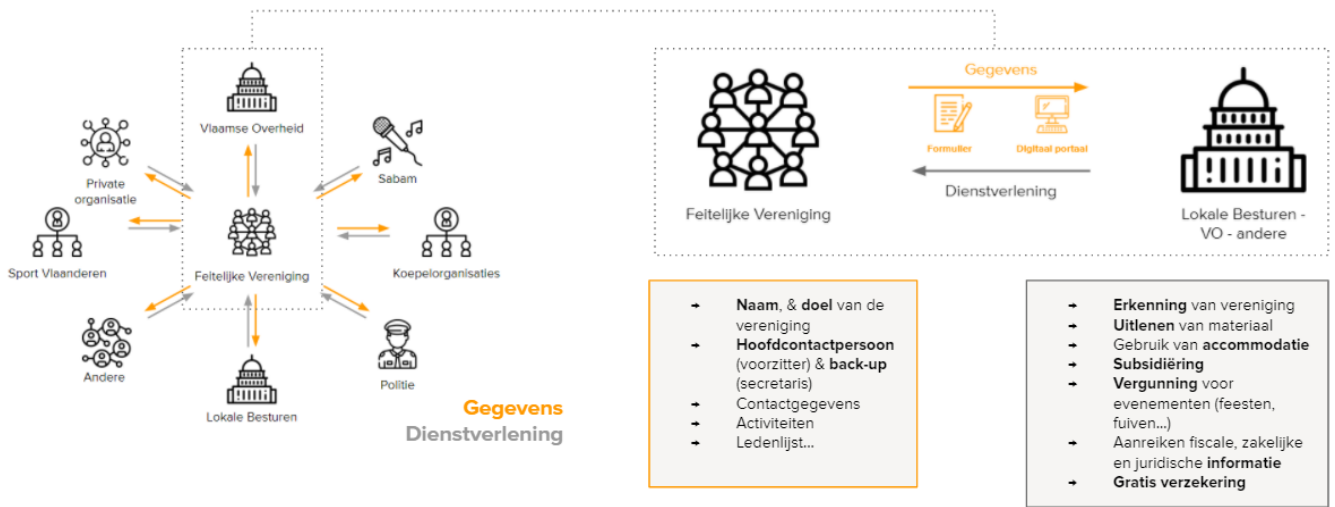 Vlaamse Overheid
Private
organisatie
Sabam
Sport Vlaanderen
Feitelijke Vereniging
Koepelorganisaties
Andere
Lokale Besturen
Politie
Gegevens
Dienstverlening
Gegevens
Formulier
Digitaal portaal
Dienstverlening
Feitelijke Vereniging
Lokale Besturen -
VO - andere
➔ Naam, & doel van de
vereniging
➔ Hoofdcontactpersoon
(voorzitter) & back-up
(secretaris)
➔ Contactgegevens
➔ Activiteiten
➔ Ledenlijst...
➔ Erkenning van vereniging
➔ Uitlenen van materiaal
➔ Gebruik van accommodatie
➔ Subsidiëring
➔ Vergunning voor
evenementen (feesten,
fuiven...)
➔ Aanreiken fiscale, zakelijke
en juridische informatie
➔ Gratis verzekering